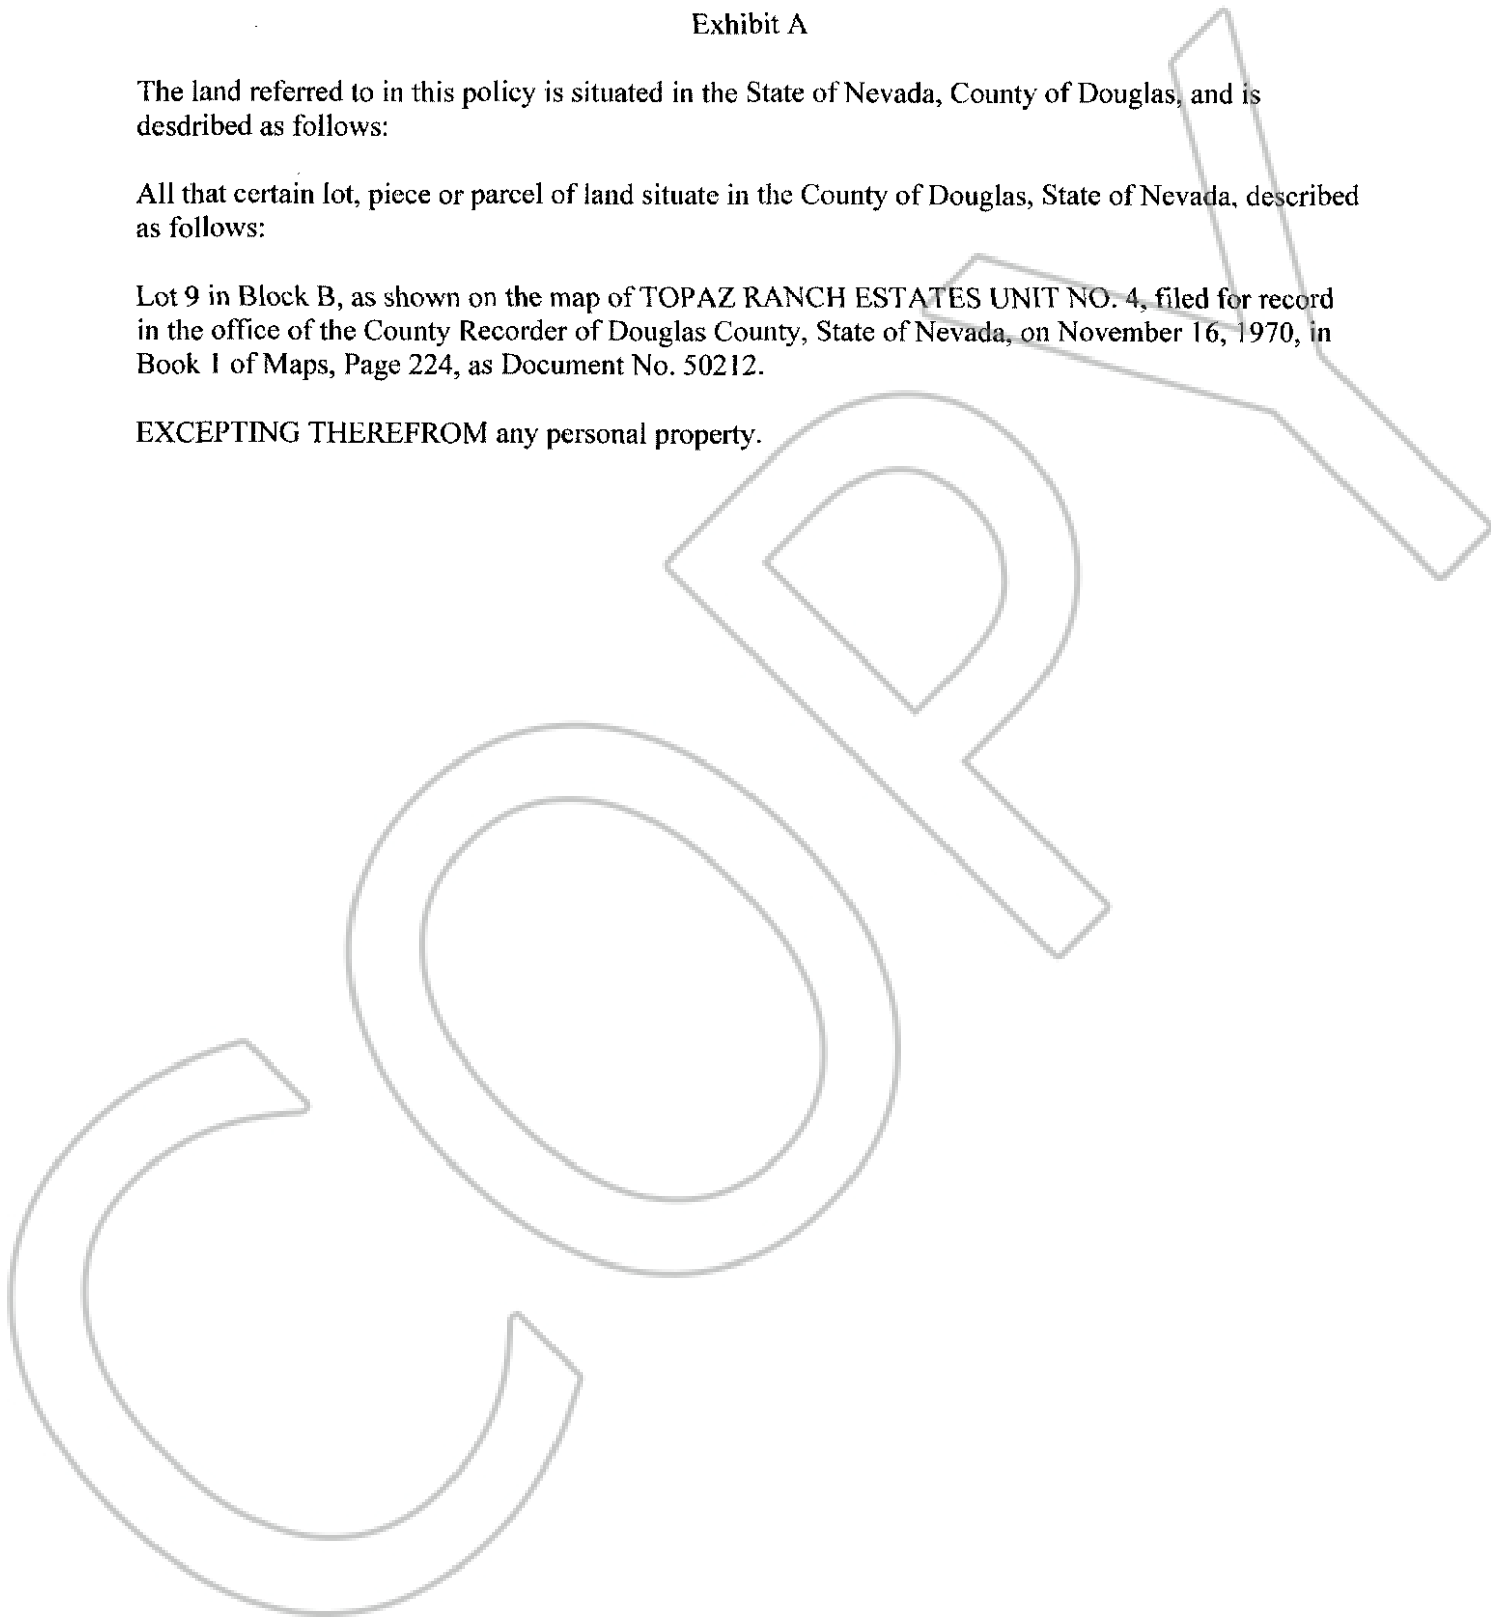 Exhibit A
The land referred to in this policy is situated in the State of Nevada, County of Douglas, and is
desdribed as follows:
All that certain lot, piece or parcel of land situate in the County of Douglas, State of Nevada, described
as follows:
Lot 9 in Block B, as shown on the map of TOPAZ RANCH ESTATES UNIT NO. 4, filed for record
in the office of the County Recorder of Douglas County, State of Nevada, on November 16, 1970, in
Book 1 of Maps, Page 224, as Document No. 50212.
EXCEPTING THEREFROM any personal property.
COPY